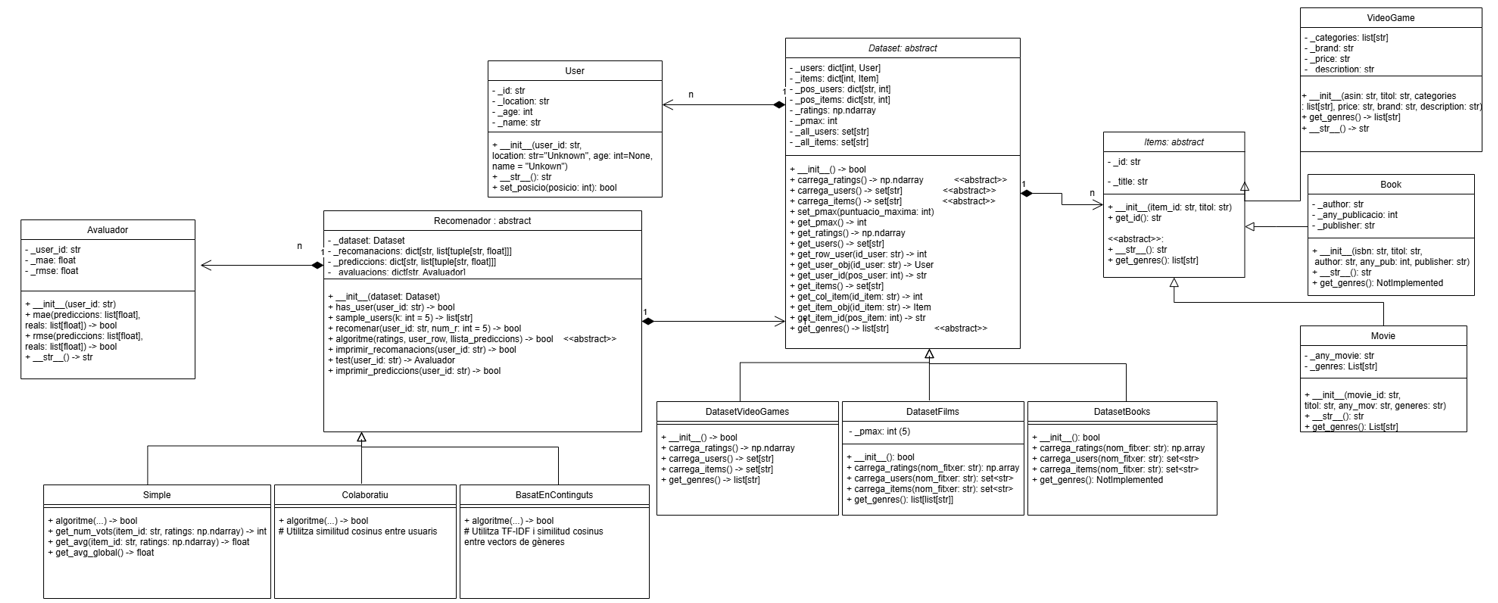 VideoGame
- _categories: list[str]
- _brand: str
- _price: str
- _description: str
+ __init__(asin: str, titol: str, categories
: list[str], price: str, brand: str, description: str)
+ get_genres() -> list[str]
+ __str__() -> str
Dataset: abstract
- _users: dict[int, User]
- _items: dict[int, Item]
- _pos_users: dict[str, int]
- _pos_items: dict[str, int]
- _ratings: np.ndarray
- _pmax: int
- _all_users: set[str]
- _all_items: set[str]
+ __init__() -> bool
+ carrega_ratings() -> np.ndarray <<abstract>>
+ carrega_users() -> set[str] <<abstract>>
+ carrega_items() -> set[str] <<abstract>>
+ set_pmax(puntuacio_maxima: int)
+ get_pmax() -> int
+ get_ratings() -> np.ndarray
+ get_users() -> set[str]
+ get_row_user(id_user: str) -> int
+ get_user_obj(id_user: str) -> User
+ get_user_id(pos_user: int) -> str
+ get_items() -> set[str]
+ get_col_item(id_item: str) -> int
+ get_item_obj(id_item: str) -> Item
+ get_item_id(pos_item: int) -> str
+ get_genres() -> list[str] <<abstract>>
User
- _id: str
- _location: str
- _age: int
- _name: str
+ __init__(user_id: str,
location: str="Unknown", age: int=None,
name = "Unkown")
+ __str__(): str
+ set_posicio(posicio: int): bool
n
1
Items: abstract
- _id: str
- _title: str
+ __init__(item_id: str, titol: str)
+ get_id(): str
<<abstract>>:
+ __str__(): str
+ get_genres(): list[str]
1
n
Book
- _author: str
- _any_publicacio: int
- _publisher: str
+ __init__(isbn: str, titol: str,
author: str, any_pub: int, publisher: str)
+ __str__(): str
+ get_genres(): NotImplemented
Avaluador
- _user_id: str
- _mae: float
- _rmse: float
+ __init__(user_id: str)
+ mae(prediccions: list[float],
reals: list[float]) -> bool
+ rmse(prediccions: list[float],
reals: list[float]) -> bool
+ __str__() -> str
n
1
Recomenador : abstract
- _dataset: Dataset
- _recomanacions: dict[str, list[tuple[str, float]]]
- _prediccions: dict[str, list[tuple[str, float]]]
- _avaluacions: dict[str, Avaluador]
+ __init__(dataset: Dataset)
+ has_user(user_id: str) -> bool
+ sample_users(k: int = 5) -> list[str]
+ recomenar(user_id: str, num_r: int = 5) -> bool
+ algoritme(ratings, user_row, llista_prediccions) -> bool <<abstract>>
+ imprimir_recomanacions(user_id: str) -> bool
+ test(user_id: str) -> Avaluador
+ imprimir_prediccions(user_id: str) -> bool
1
1
Movie
- _any_movie: str
- _genres: List[str]
+ __init__(movie_id: str,
titol: str, any_mov: str, generes: str)
+ __str__(): str
+ get_genres(): List[str]
DatasetVideoGames
+ __init__() -> bool
+ carrega_ratings() -> np.ndarray
+ carrega_users() -> set[str]
+ carrega_items() -> set[str]
+ get_genres() -> list[str]
DatasetFilms
- _pmax: int (5)
+ __init__(): bool
+ carrega_ratings(nom_fitxer: str): np.array
+ carrega_users(nom_fitxer: str): set<str>
+ carrega_items(nom_fitxer: str): set<str>
+ get_genres(): list[list[str]]
DatasetBooks
+ __init__(): bool
+ carrega_ratings(nom_fitxer: str): np.array
+ carrega_users(nom_fitxer: str): set<str>
+ carrega_items(nom_fitxer: str): set<str>
+ get_genres(): NotImplemented
Simple
+ algoritme(...) -> bool
+ get_num_vots(item_id: str, ratings: np.ndarray) -> int
+ get_avg(item_id: str, ratings: np.ndarray) -> float
+ get_avg_global() -> float
Colaboratiu
+ algoritme(...) -> bool
# Utilitza similitud cosinus entre usuaris
BasatEnContinguts
+ algoritme(...) -> bool
# Utilitza TF-IDF i similitud cosinus
entre vectors de gèneres